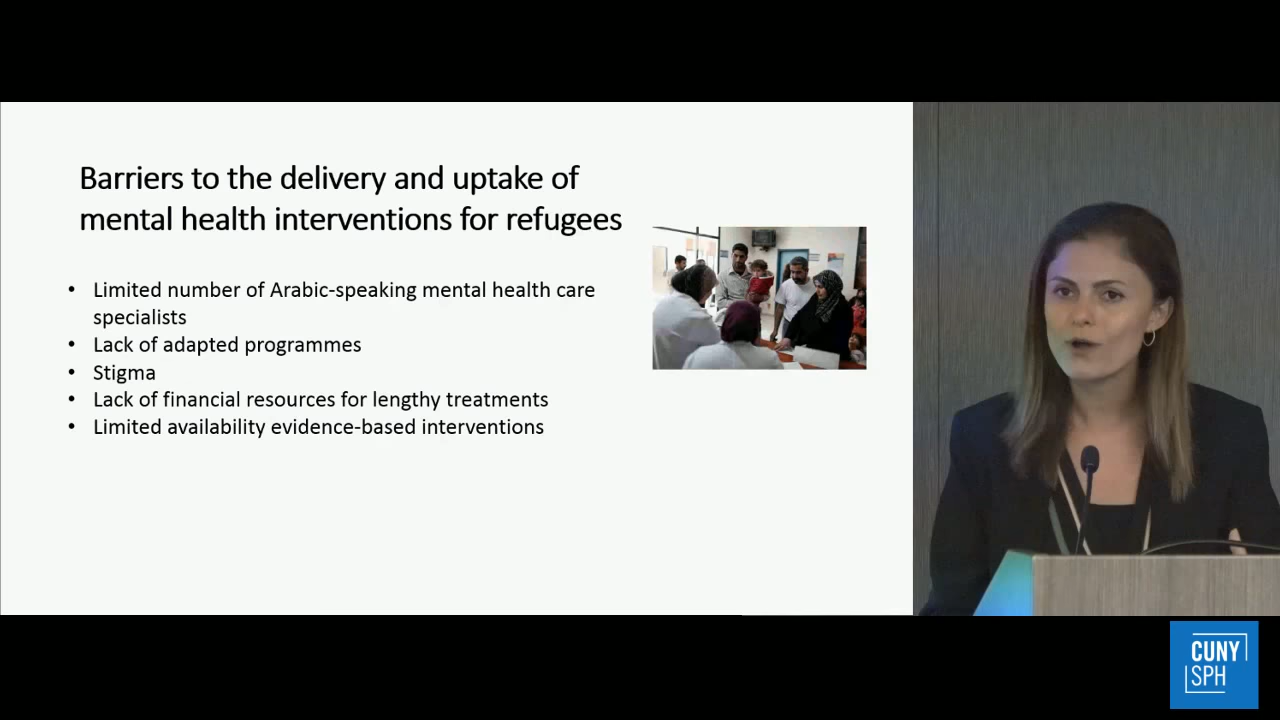 Barriers to the delivery and uptake of
mental health interventions for refugees
• Limited number of Arabic-speaking mental health care
specialists
• Lack of adapted programmes
• Stigma
• Lack of financial resources for lengthy treatments
• Limited availability evidence-based interventions
CUNY
SPH